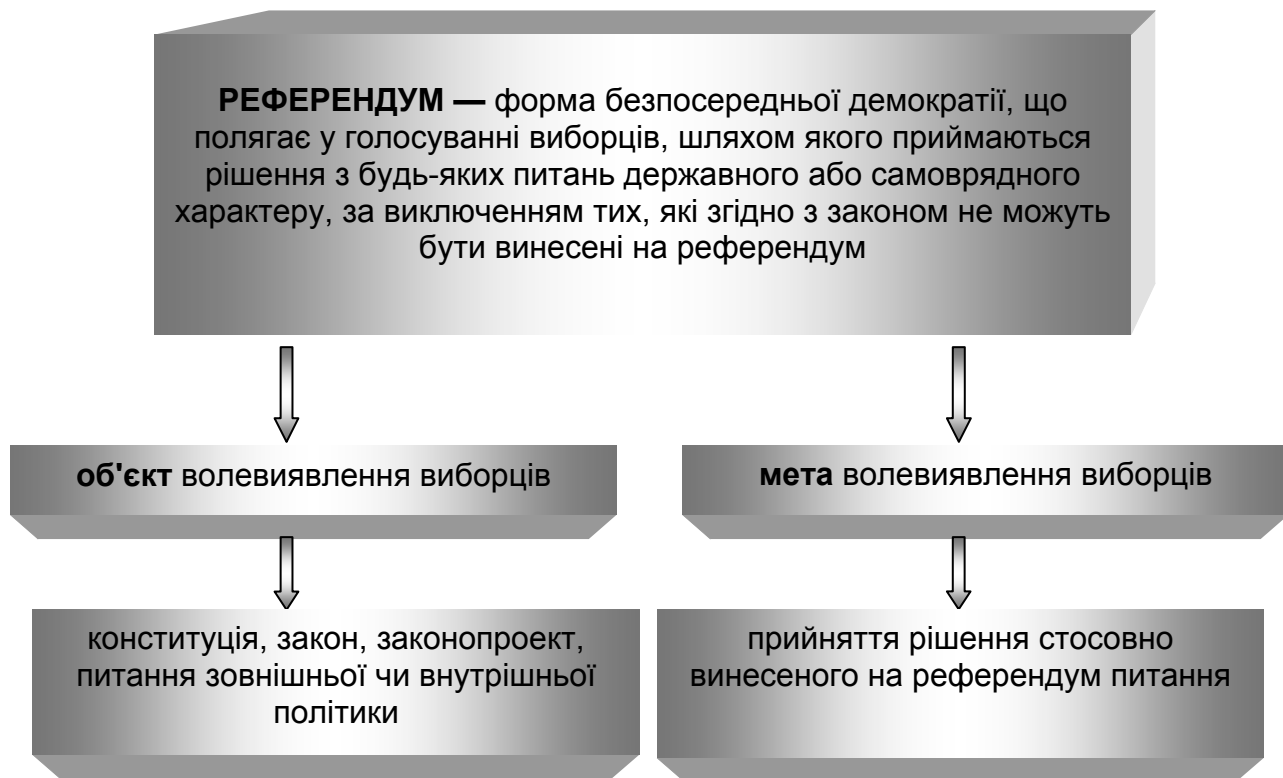 РЕФЕРЕНДУМ — форма безпосередньої демократії, що
полягає у голосуванні виборців, шляхом якого приймаються
рішення з будь-яких питань державного або самоврядного
характеру, за виключенням тих, які згідно з законом не можуть
бути винесені на референдум
об'єкт волевиявлення виборців
мета волевиявлення виборців
конституція, закон, законопроект,
питання зовнішньої чи внутрішньої
політики
прийняття рішення стосовно
винесеного на референдум питання